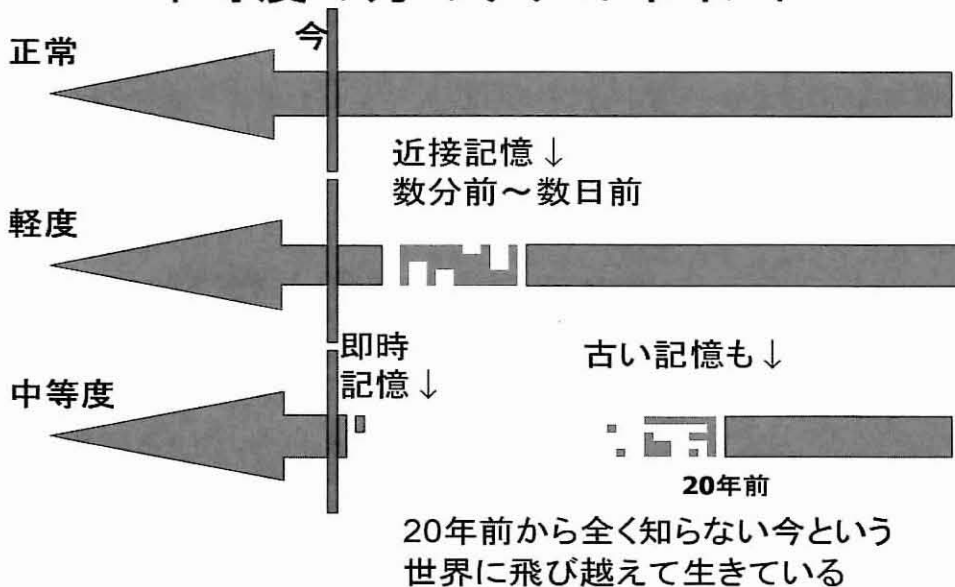 今
正常
近接記憶↓
数分前～数日前
軽度
即時
記憶↓
古い記憶も↓
中等度
20年前
20年前から全く知らない今という
世界に飛び越えて生きている